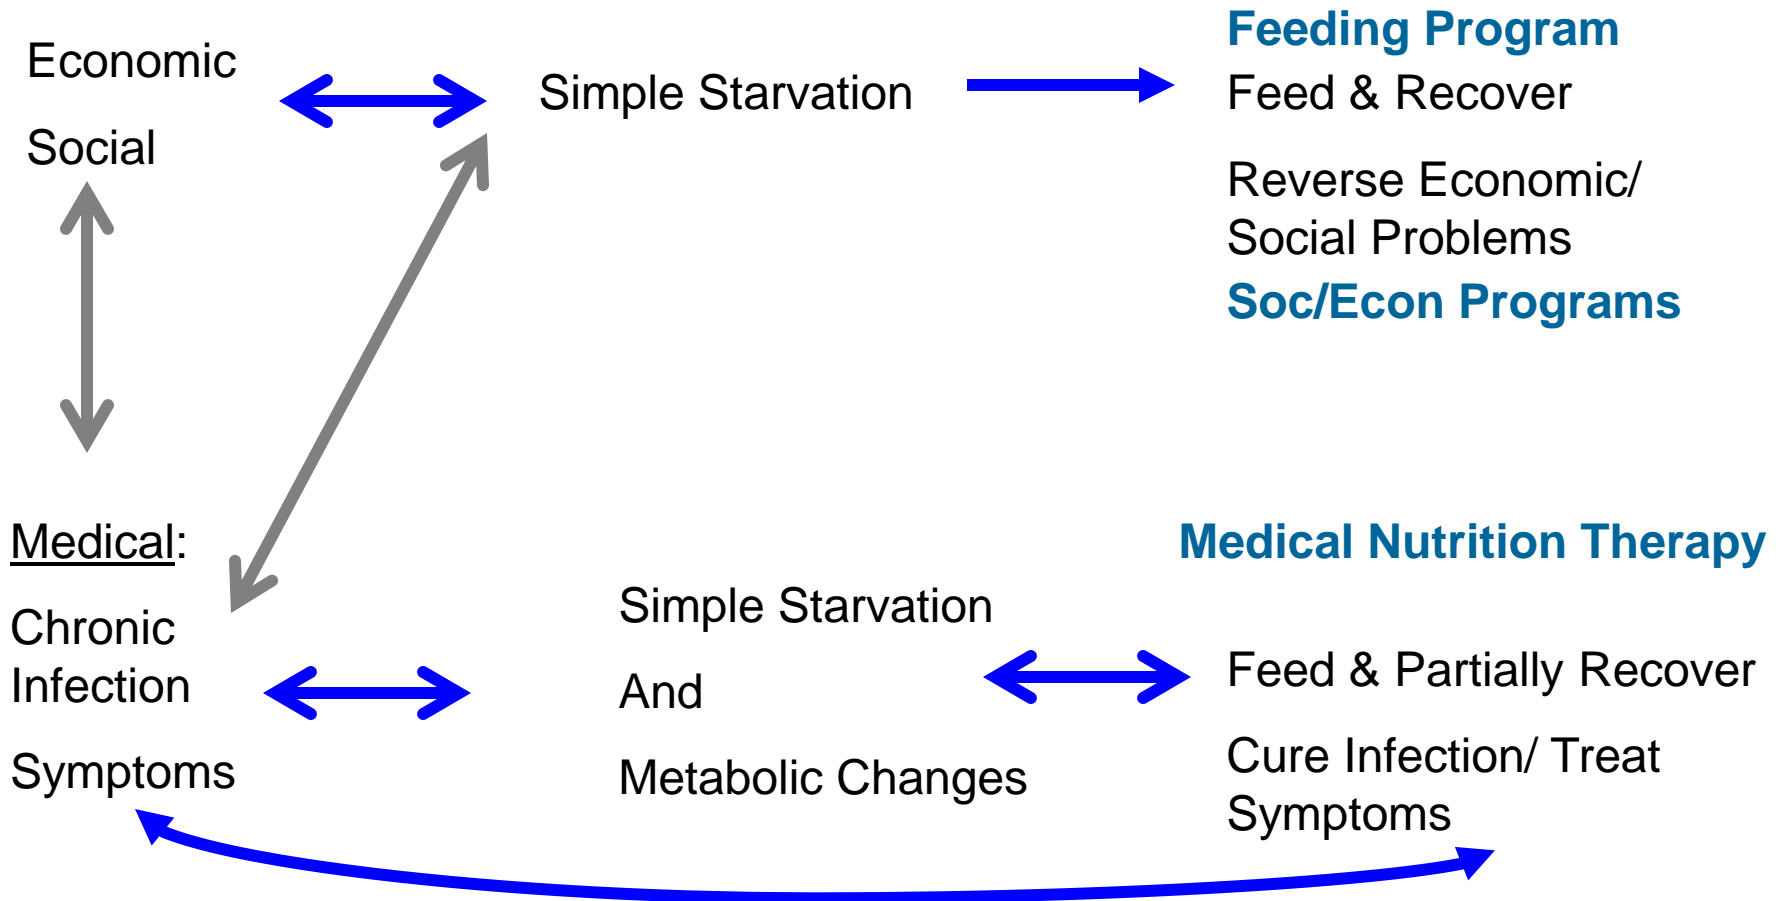 Economic
Social
Simple Starvation
Feeding Program
Feed & Recover
Reverse Economic/
Social Problems
Soc/Econ Programs
Medical:
Chronic
Infection
Symptoms
Simple Starvation
And
Metabolic Changes
Medical Nutrition Therapy
Feed & Partially Recover
Cure Infection/ Treat
Symptoms